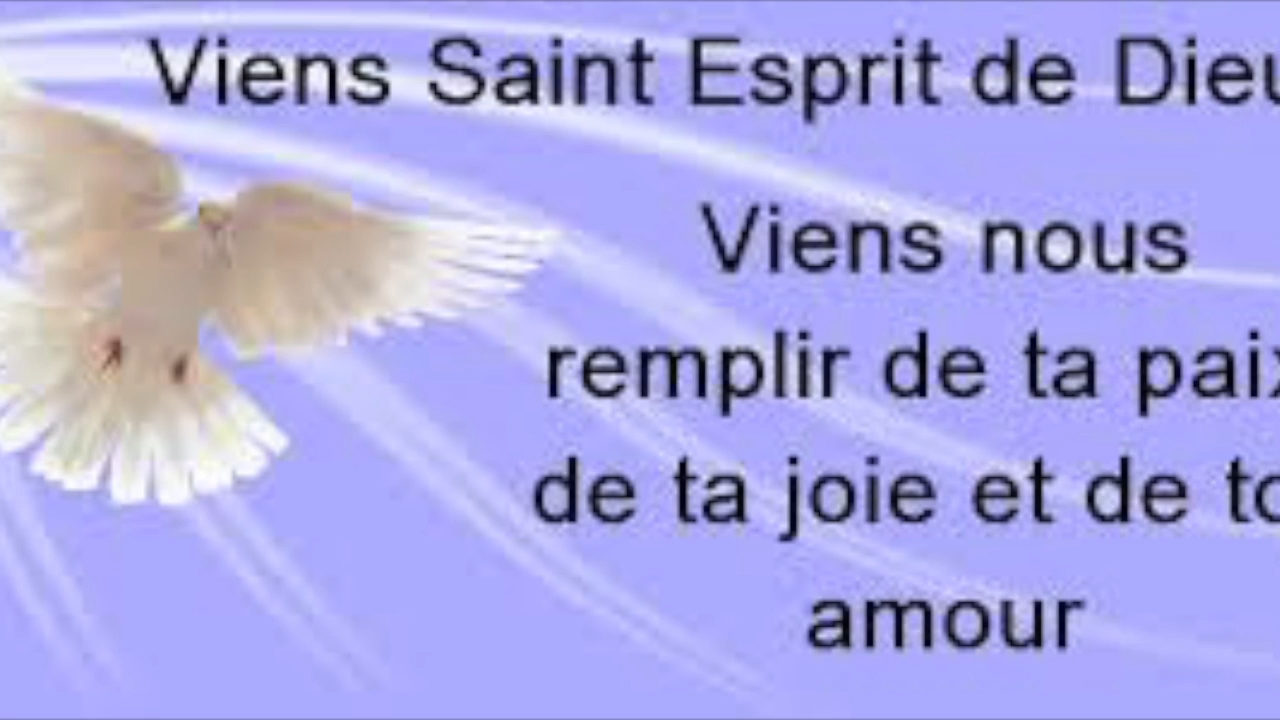 Viens Saint Esprit de Dieu
Viens nous
remplir de ta paix
de ta joie et de
amour